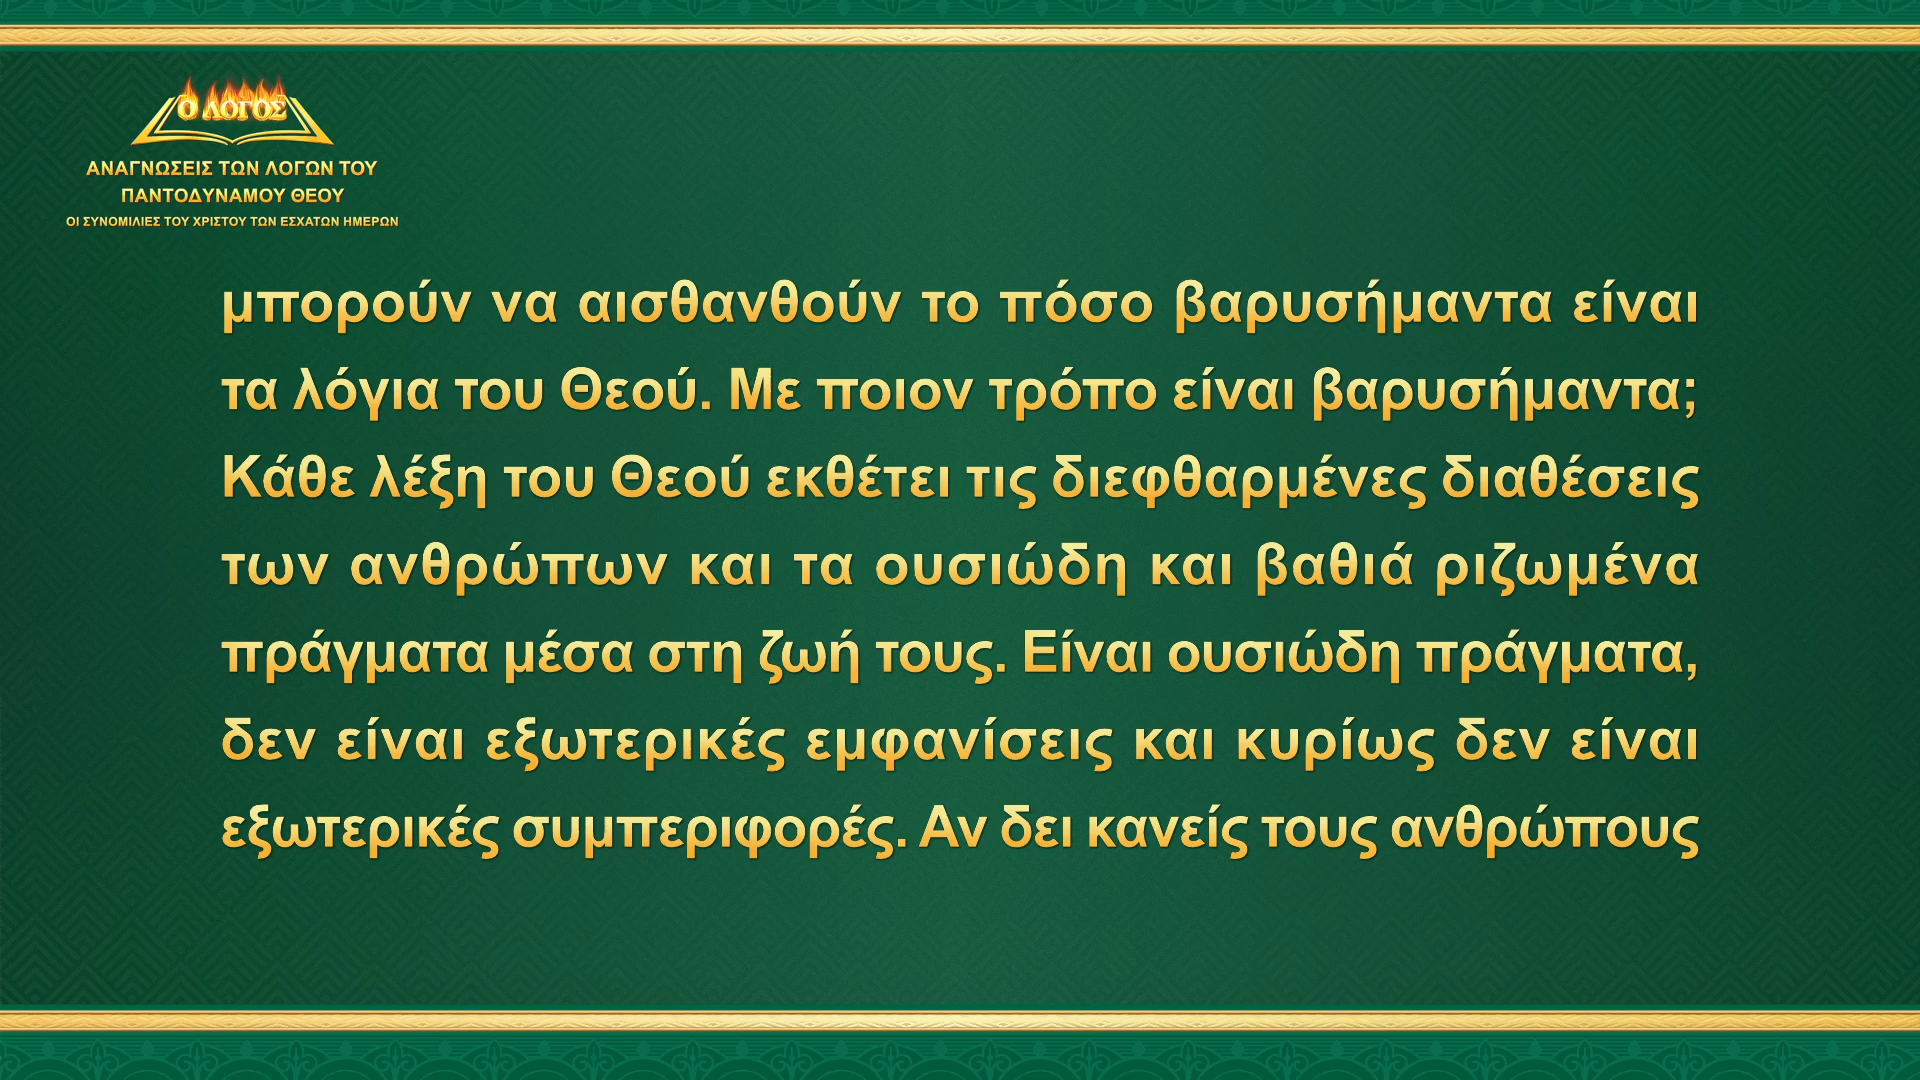 Ο ΛΟΓΟΣ
ΑΝΑΓΝΩΣΕΙΣ ΤΩΝ ΛΟΓΩΝ ΤΟΥ
ΠΑΝΤΟΔΥΝΑΜΟΥ ΘΕΟΥ
ΟΙ ΣΥΝΟΜΙΛΙΕΣ ΤΟΥ ΧΡΙΣΤΟΥ ΤΩΝ ΕΣΧΑΤΩΝ ΗΜΕΡΩΝ
μπορούν να αισθανθούν το πόσο βαρυσήμαντα είναι
τα λόγια του Θεού. Με ποιον τρόπο είναι βαρυσήμαντα;
Κάθε λέξη του Θεού εκθέτει τις διεφθαρμένες διαθέσεις
των ανθρώπων και τα ουσιώδη και βαθιά ριζωμένα
πράγματα μέσα στη ζωή τους. Είναι ουσιώδη πράγματα,
δεν είναι εξωτερικές εμφανίσεις και κυρίως δεν είναι
εξωτερικές συμπεριφορές. Αν δει κανείς τους ανθρώπους